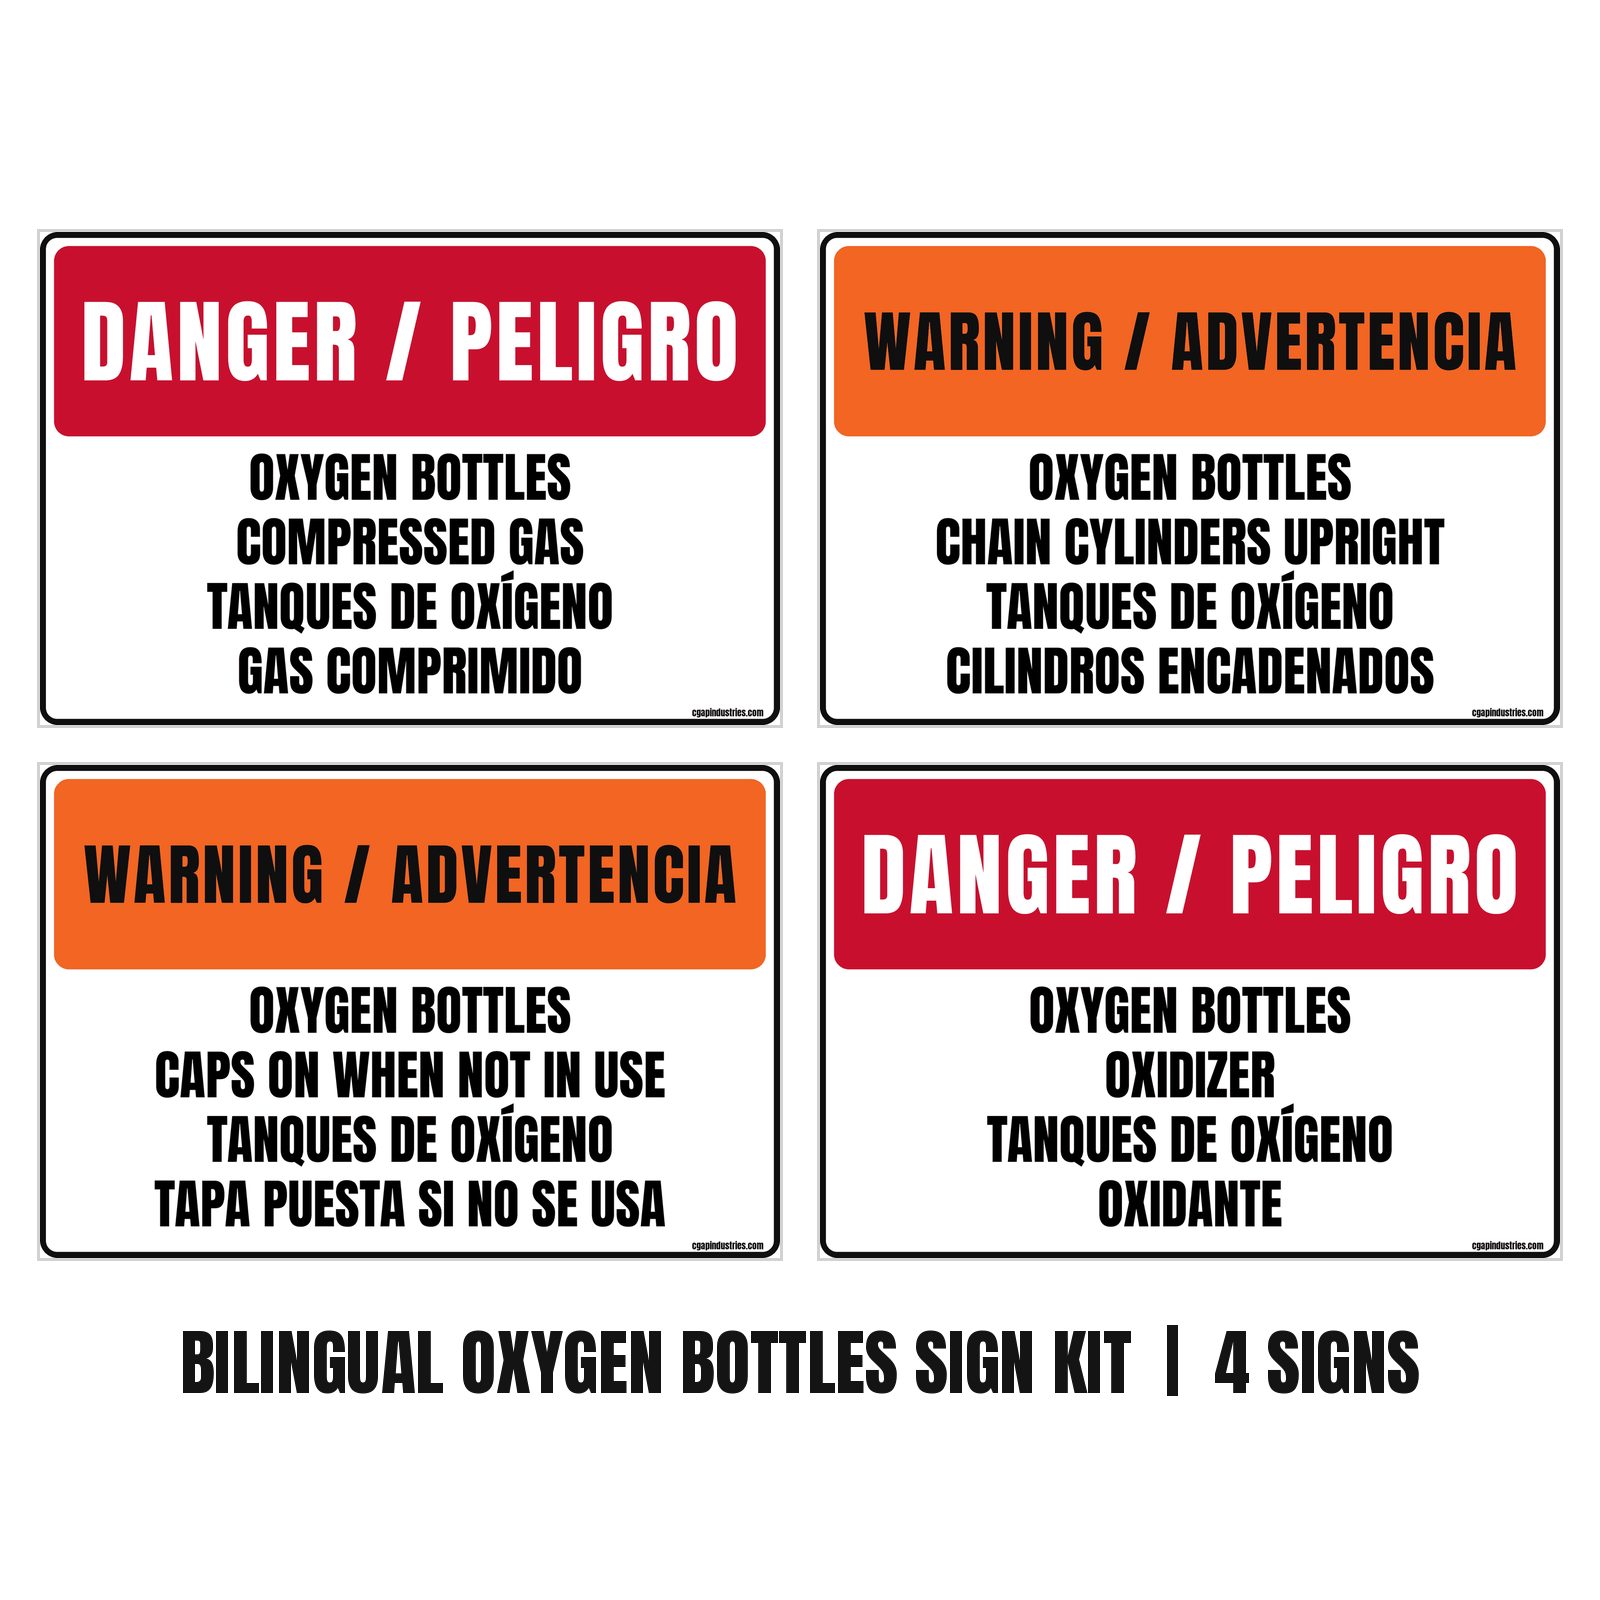 DANGER / PELIGRO
OXYGEN BOTTLES
COMPRESSED GAS
TANQUES DE OXÍGENO
GAS COMPRIMIDO
cgapindustries.com
WARNING / ADVERTENCIA
OXYGEN BOTTLES
CHAIN CYLINDERS UPRIGHT
TANQUES DE OXÍGENO
CILINDROS ENCADENADOS
cgapindustries.com
WARNING / ADVERTENCIA
OXYGEN BOTTLES
CAPS ON WHEN NOT IN USE
TANQUES DE OXÍGENO
TAPA PUESTA SI NO SE USA
cgapindustries.com
DANGER / PELIGRO
OXYGEN BOTTLES
OXIDIZER
TANQUES DE OXÍGENO
OXIDANTE
cgapindustries.com
BILINGUAL OXYGEN BOTTLES SIGN KIT | 4 SIGNS